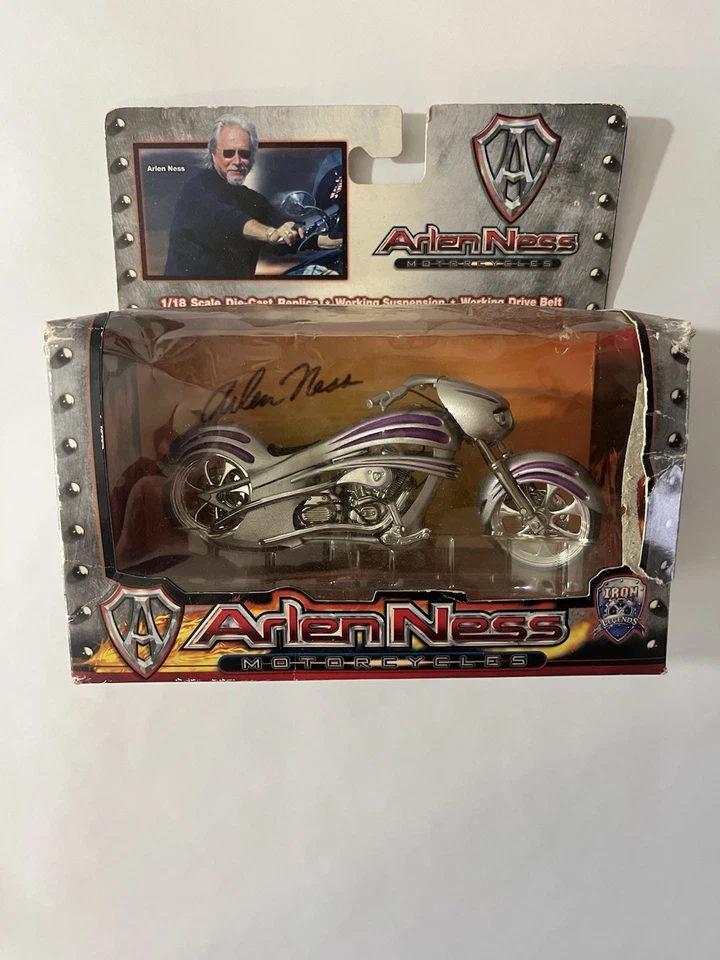 Arlen Ness
A
Arlen Ness
MOTORCYCLES
1/18 Scale Die-Cast Replica • Working Suspension • Working Drive Belt
Arlen Ness
A
Arlen Ness
MOTORCYCLES
IRON
LEGENDS